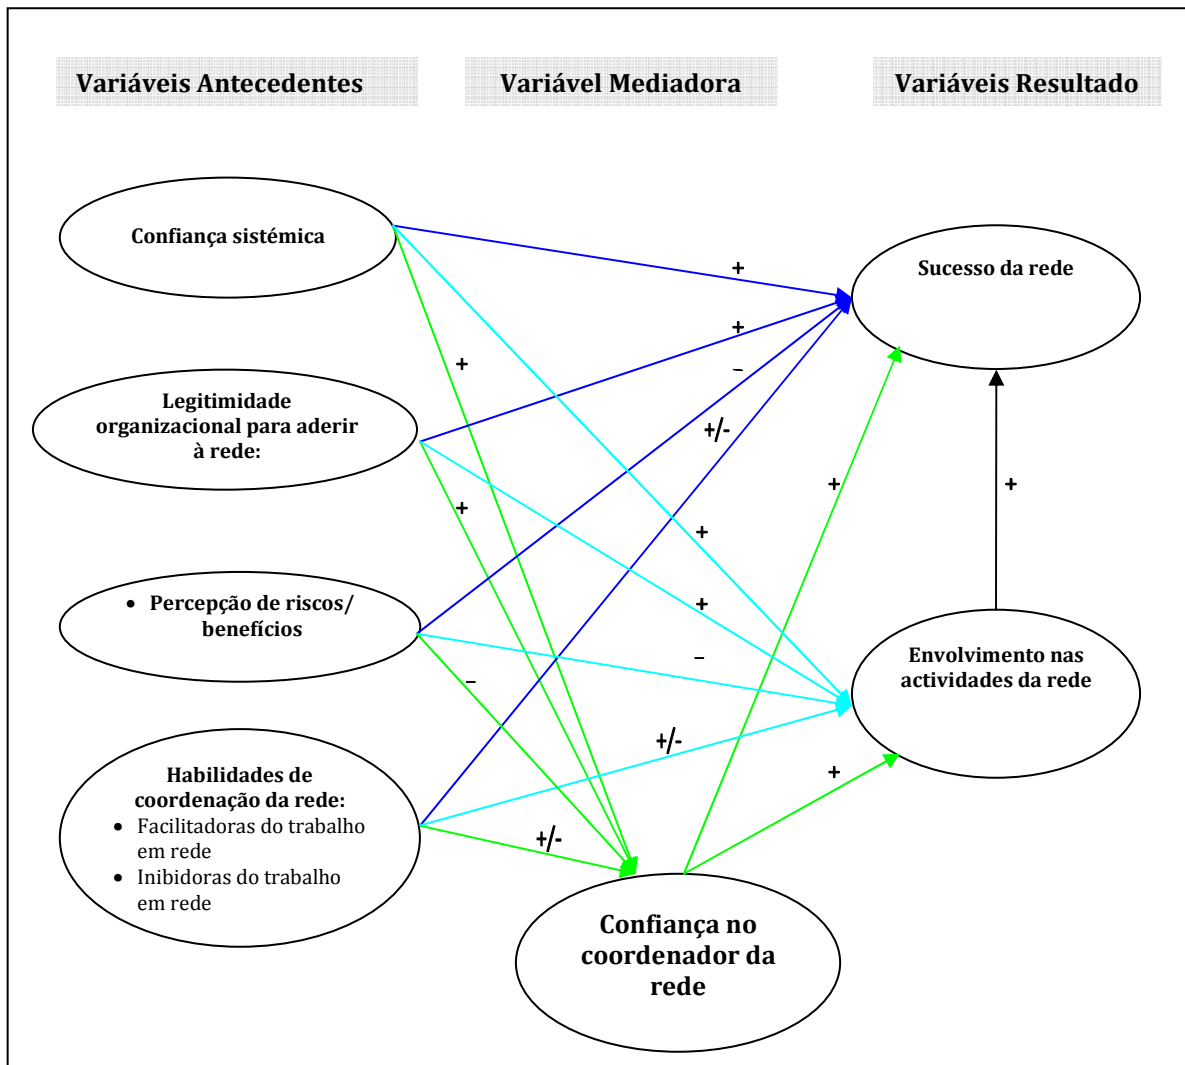 Variáveis Antecedentes
Variável Mediadora
Variáveis Resultado
Confiança sistémica
Sucesso da rede
+
+
–
+
+/-
Legitimidade
organizacional para aderir
à rede:
+
+
+
+
+
• Percepção de riscos/
benefícios
–
–
Envolvimento nas
actividades da rede
+/-
+
Habilidades de
coordenação da rede:
• Facilitadoras do trabalho
em rede
• Inibidoras do trabalho
em rede
+/-
Confiança no
coordenador da
rede